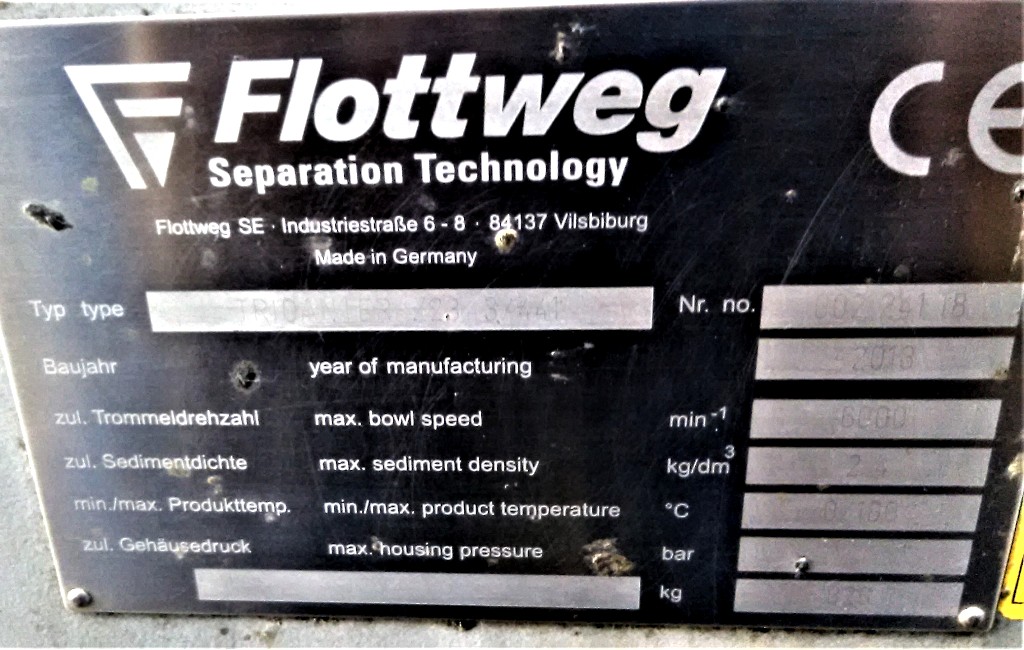 Flottweg CE
Separation Technology
Flottweg SE · Industriestraße 6 - 8 · 84137 Vilsbiburg
Made in Germany
Typ type Nr. no.
Baujahr year of manufacturing
zul. Trommeldrehzahl max. bowl speed min⁻¹ 6000
zul. Sedimentdichte max. sediment density kg/dm³
min./max. Produkttemp. min./max. product temperature °C
zul. Gehäusedruck max. housing pressure bar
kg